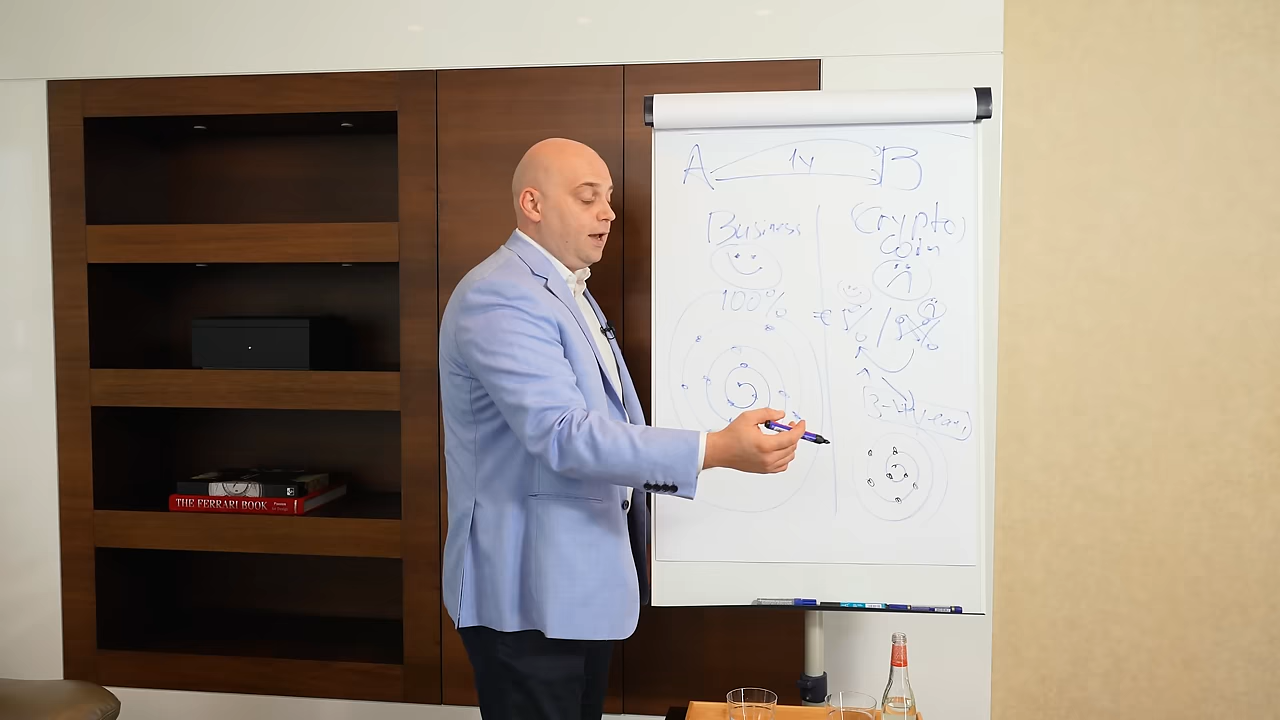 A 1y B
Business
(Crypto)
coin
100%
THE FERRARI BOOK